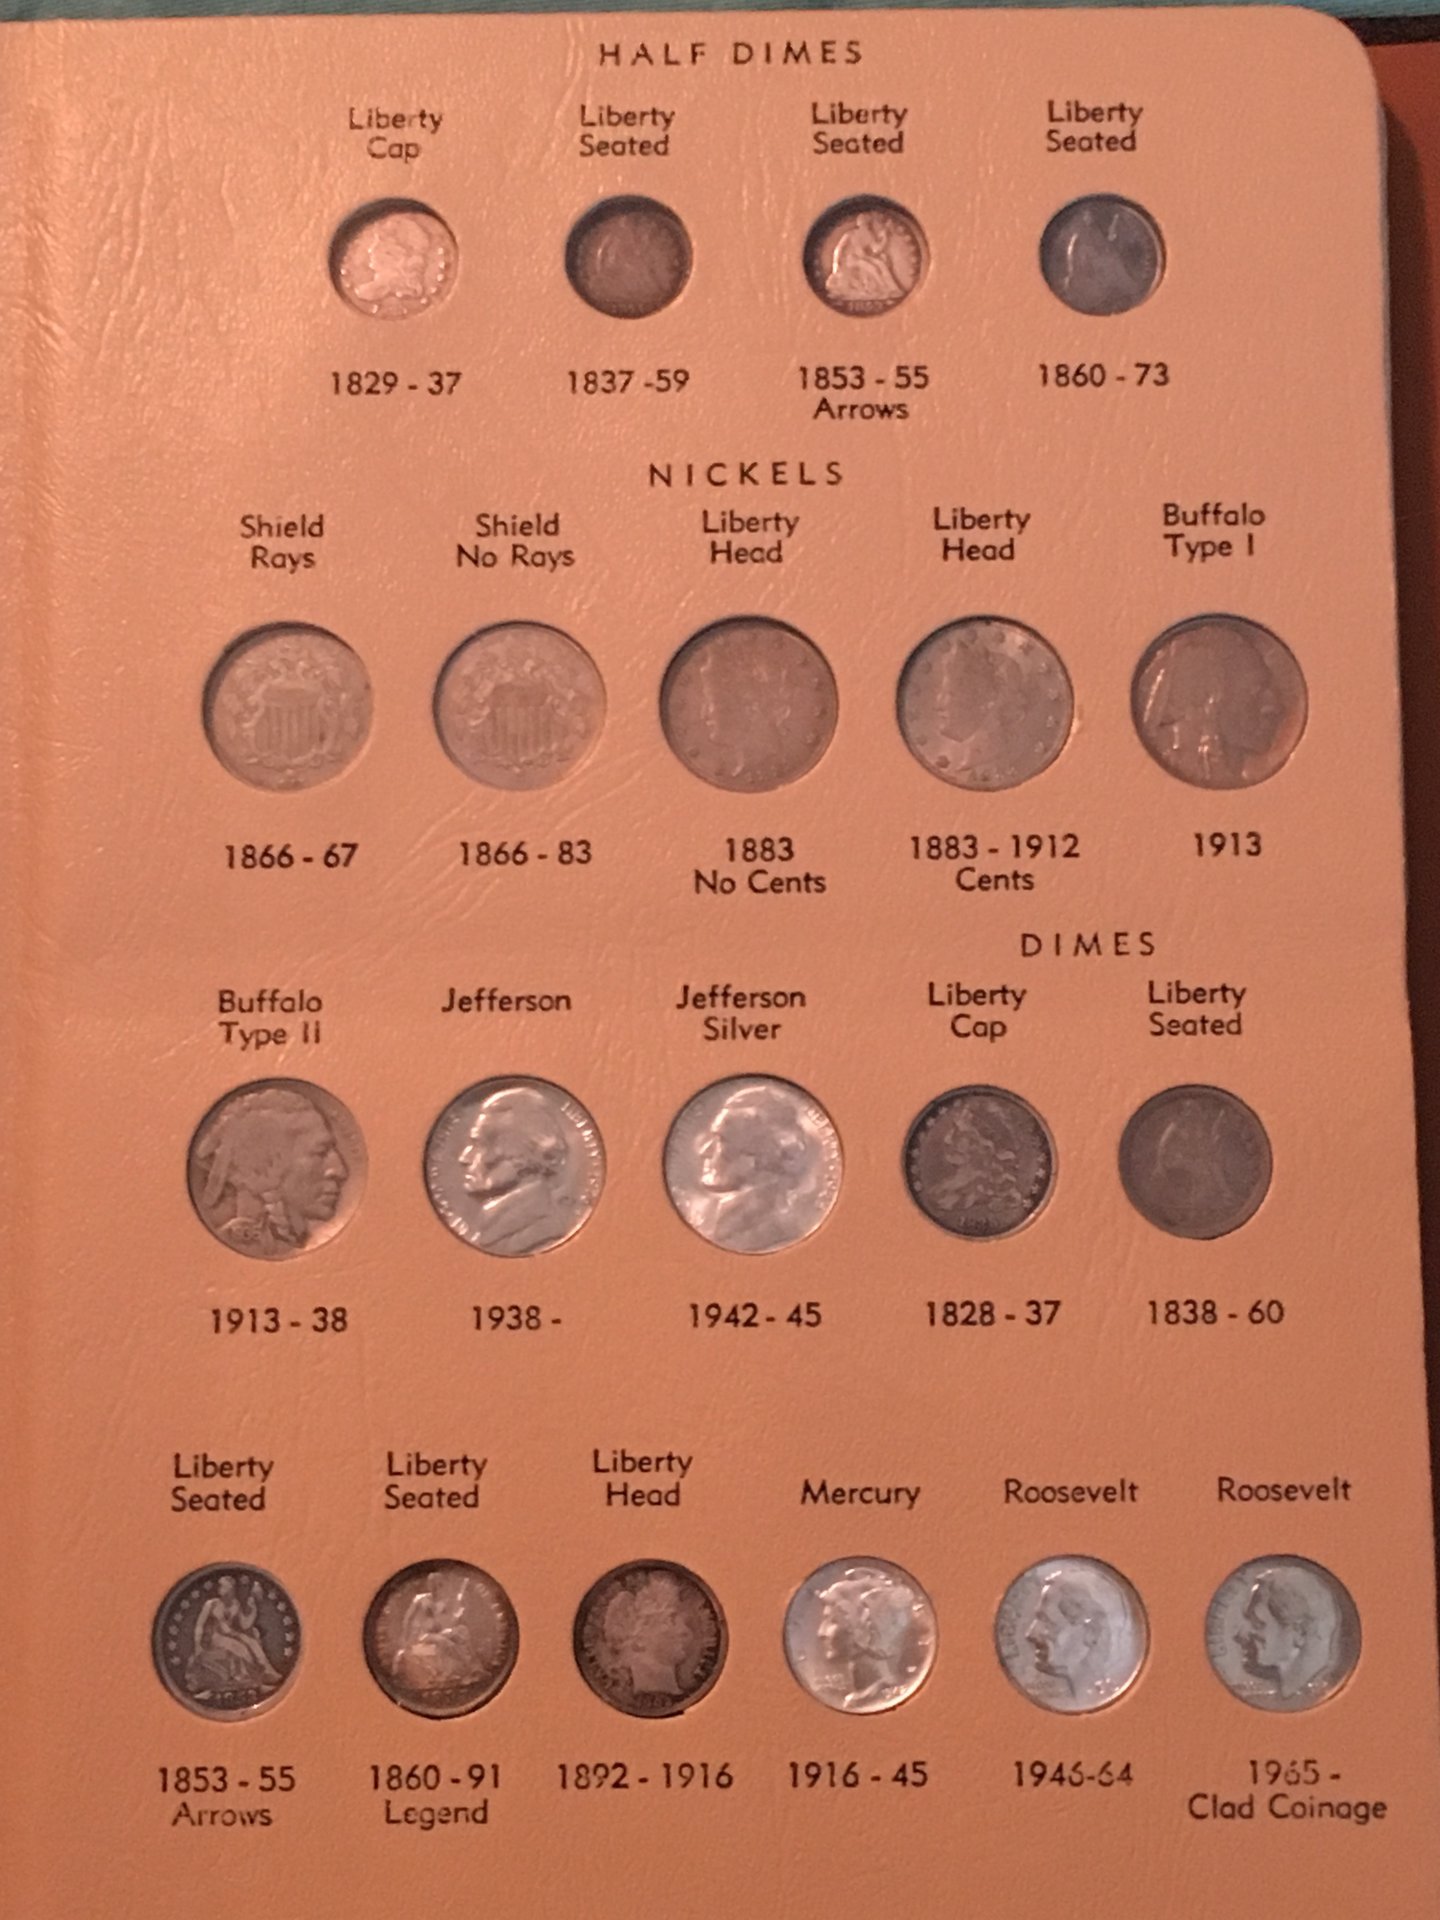 HALF DIMES
Liberty Cap
Liberty Seated
Liberty Seated
Liberty Seated
1829 - 37
1837 -59
1853 - 55 Arrows
1860 - 73
NICKELS
Shield Rays
Shield No Rays
Liberty Head
Liberty Head
Buffalo Type I
1866 - 67
1866 - 83
1883 No Cents
1883 - 1912 Cents
1913
DIMES
Buffalo Type II
Jefferson
Jefferson Silver
Liberty Cap
Liberty Seated
1913 - 38
1938 -
1942 - 45
1828 - 37
1838 - 60
Liberty Seated
Liberty Seated
Liberty Head
Mercury
Roosevelt
Roosevelt
1853 - 55 Arrows
1860 - 91 Legend
1892 - 1916
1916 - 45
1946-64
1965 - Clad Coinage